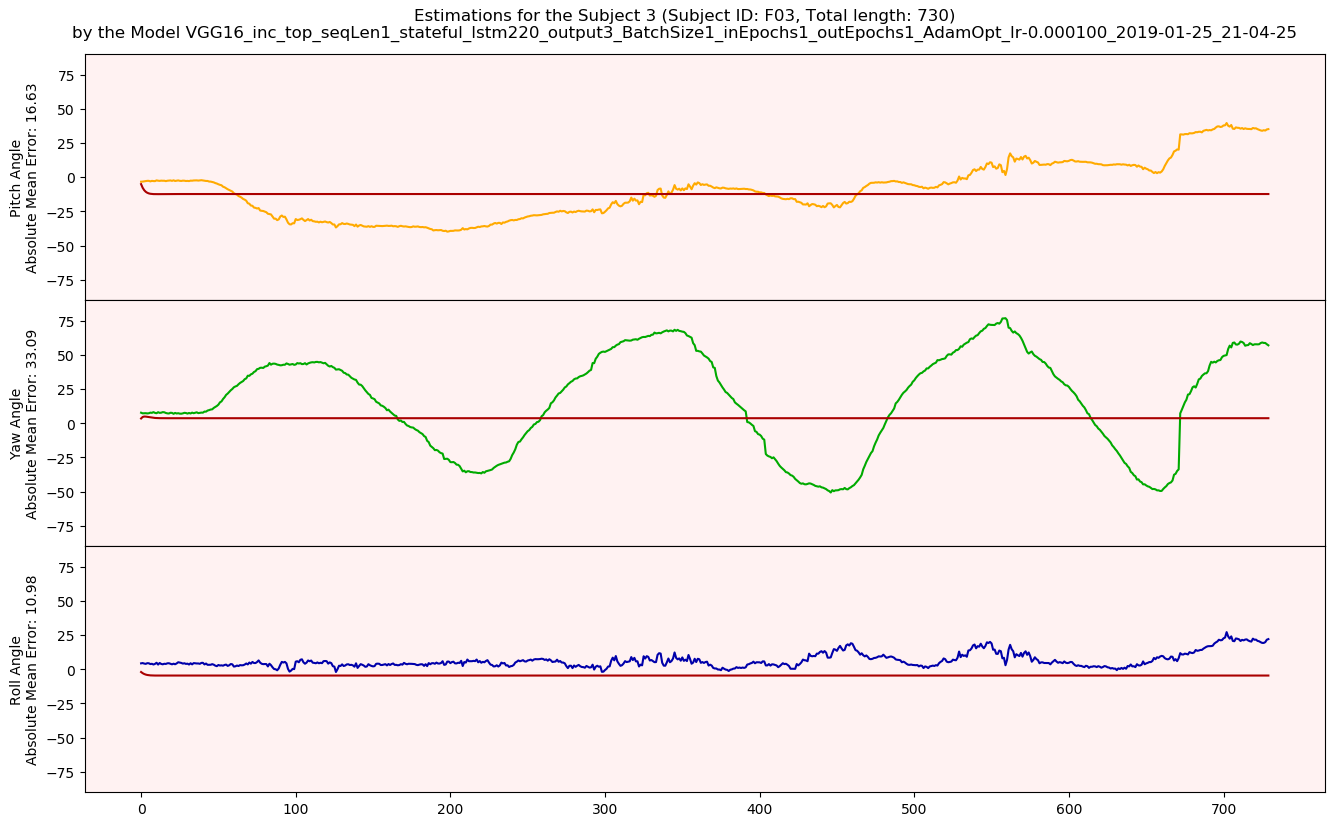 Estimations for the Subject 3 (Subject ID: F03, Total length: 730)
by the Model VGG16_inc_top_seqLen1_stateful_lstm220_output3_BatchSize1_inEpochs1_outEpochs1_AdamOpt_lr-0.000100_2019-01-25_21-04-25
Pitch Angle
Absolute Mean Error: 16.63
75
50
25
0
−25
−50
−75
Yaw Angle
Absolute Mean Error: 33.09
75
50
25
0
−25
−50
−75
Roll Angle
Absolute Mean Error: 10.98
75
50
25
0
−25
−50
−75
0 100 200 300 400 500 600 700